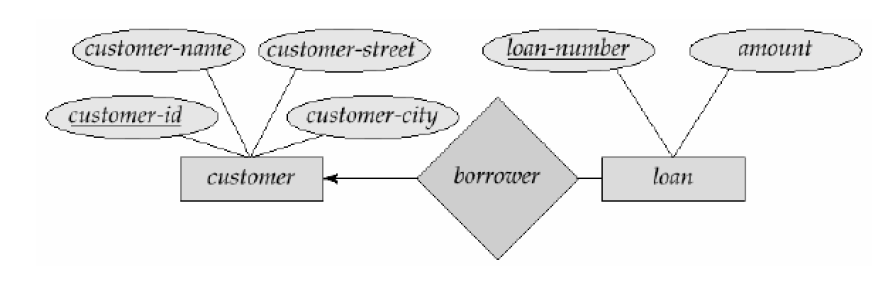 customer-name customer-street loan-number amount
customer-id customer-city
customer borrower loan